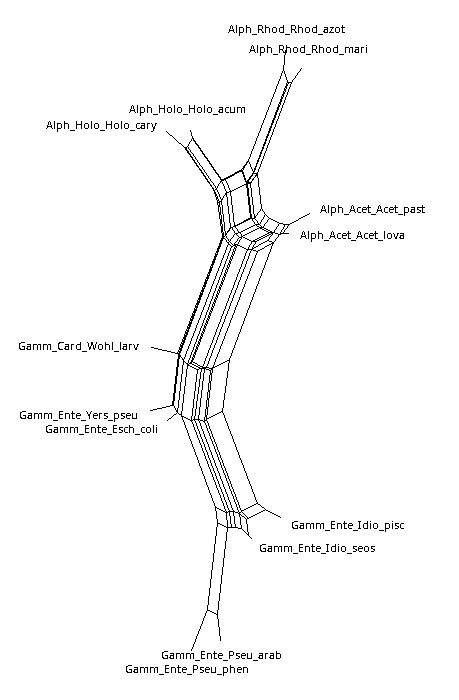 Alph_Rhod_Rhod_azot
Alph_Rhod_Rhod_mari
Alph_Holo_Holo_acum
Alph_Holo_Holo_cary
Alph_Acet_Acet_past
Alph_Acet_Acet_lova
Gamm_Card_Wohl_larv
Gamm_Ente_Yers_pseu
Gamm_Ente_Esch_coli
Gamm_Ente_Idio_pisc
Gamm_Ente_Idio_seos
Gamm_Ente_Pseu_arab
Gamm_Ente_Pseu_phen